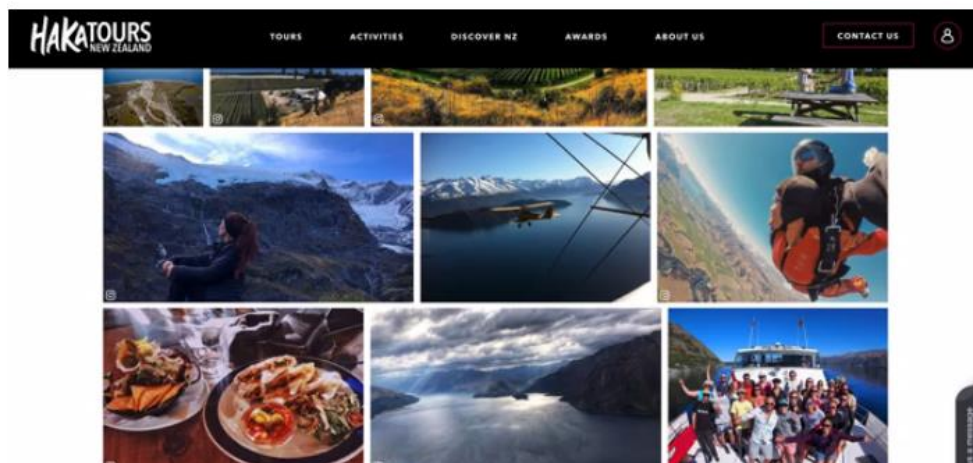 HAKATOURS
NEW ZEALAND
TOURS
ACTIVITIES
DISCOVER NZ
AWARDS
ABOUT US
CONTACT US